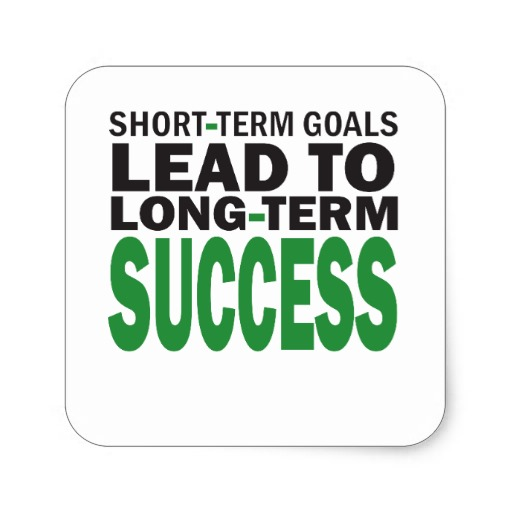 SHORT-TERM GOALS
LEAD TO
LONG-TERM
SUCCESS